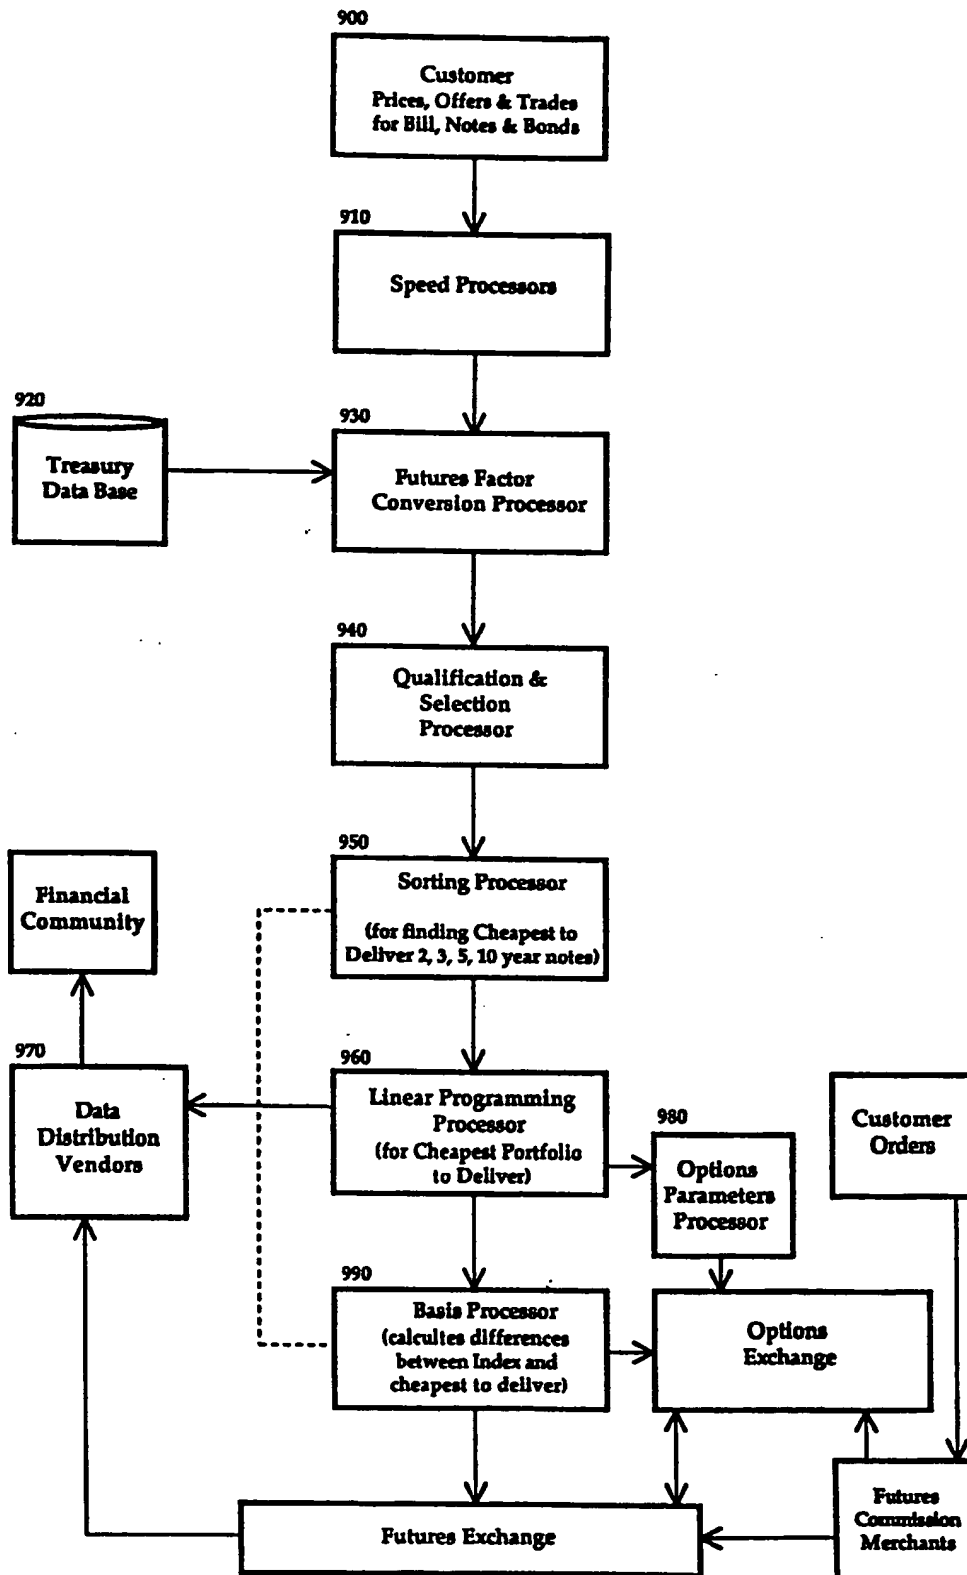 900
Customer
Prices, Offers & Trades
for Bill, Notes & Bonds
910
Speed Processors
920
Treasury
Data Base
930
Futures Factor
Conversion Processor
940
Qualification &
Selection
Processor
950
Sorting Processor
(for finding Cheapest to
Deliver 2, 3, 5, 10 year notes)
Financial
Community
960
Linear Programming
Processor
(for Cheapest Portfolio
to Deliver)
970
Data
Distribution
Vendors
980
Options
Parameters
Processor
Customer
Orders
990
Basis Processor
(calcultes differences
between Index and
cheapest to deliver)
Options
Exchange
Futures Exchange
Futures
Commission
Merchants